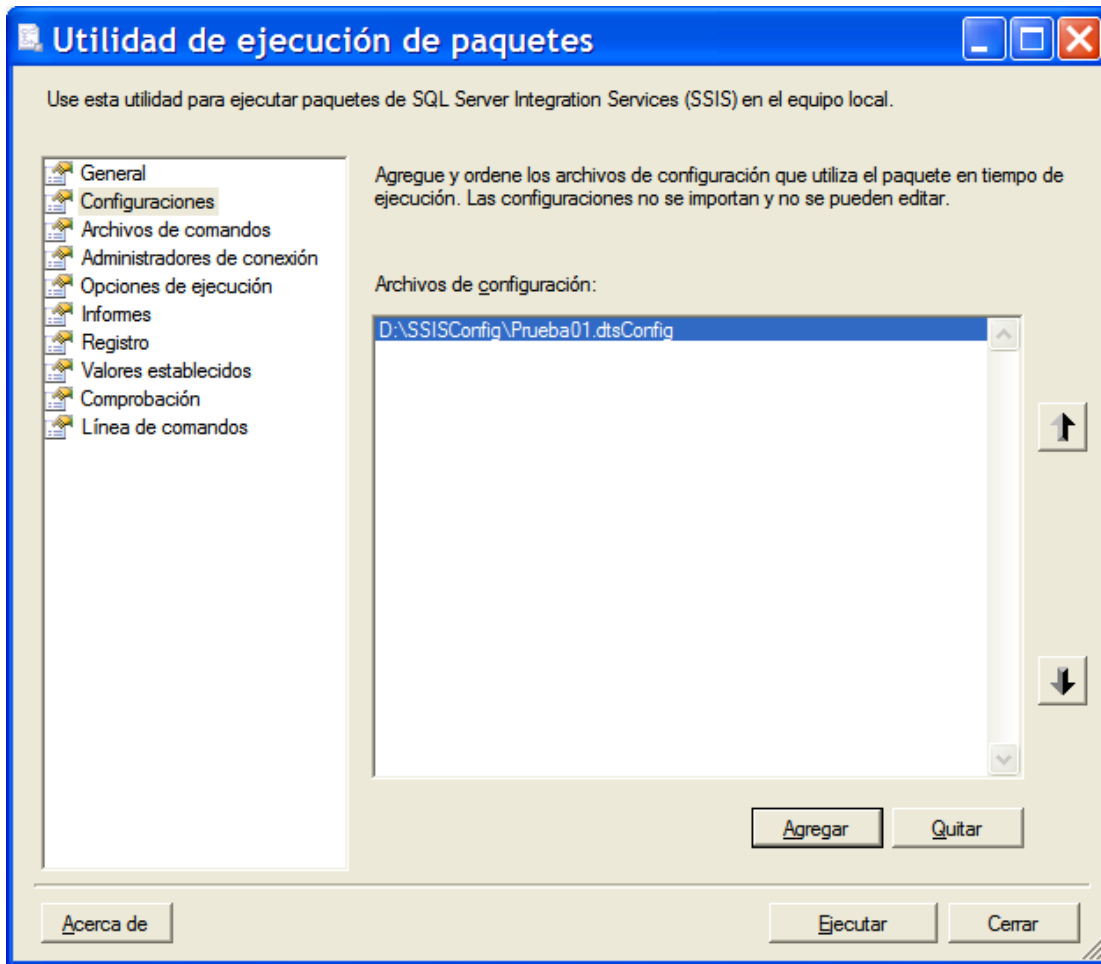 Utilidad de ejecución de paquetes
Use esta utilidad para ejecutar paquetes de SQL Server Integration Services (SSIS) en el equipo local.
General
Configuraciones
Archivos de comandos
Administradores de conexión
Opciones de ejecución
Informes
Registro
Valores establecidos
Comprobación
Línea de comandos
Agregue y ordene los archivos de configuración que utiliza el paquete en tiempo de
ejecución. Las configuraciones no se importan y no se pueden editar.
Archivos de configuración:
D:\SSISConfig\Prueba01.dtsConfig
Agregar
Quitar
Acerca de
Ejecutar
Cerrar